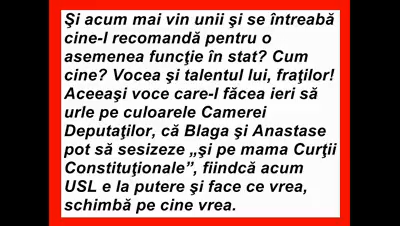 Şi acum mai vin unii şi se întreabă
cine-l recomandă pentru o
asemenea funcţie în stat? Cum
cine? Vocea şi talentul lui, fraţilor!
Aceeaşi voce care-l făcea ieri să
urle pe culoarele Camerei
Deputaţilor, că Blaga şi Anastase
pot să sesizeze „şi pe mama Curţii
Constituţionale”, fiindcă acum
USL e la putere şi face ce vrea,
schimbă pe cine vrea.